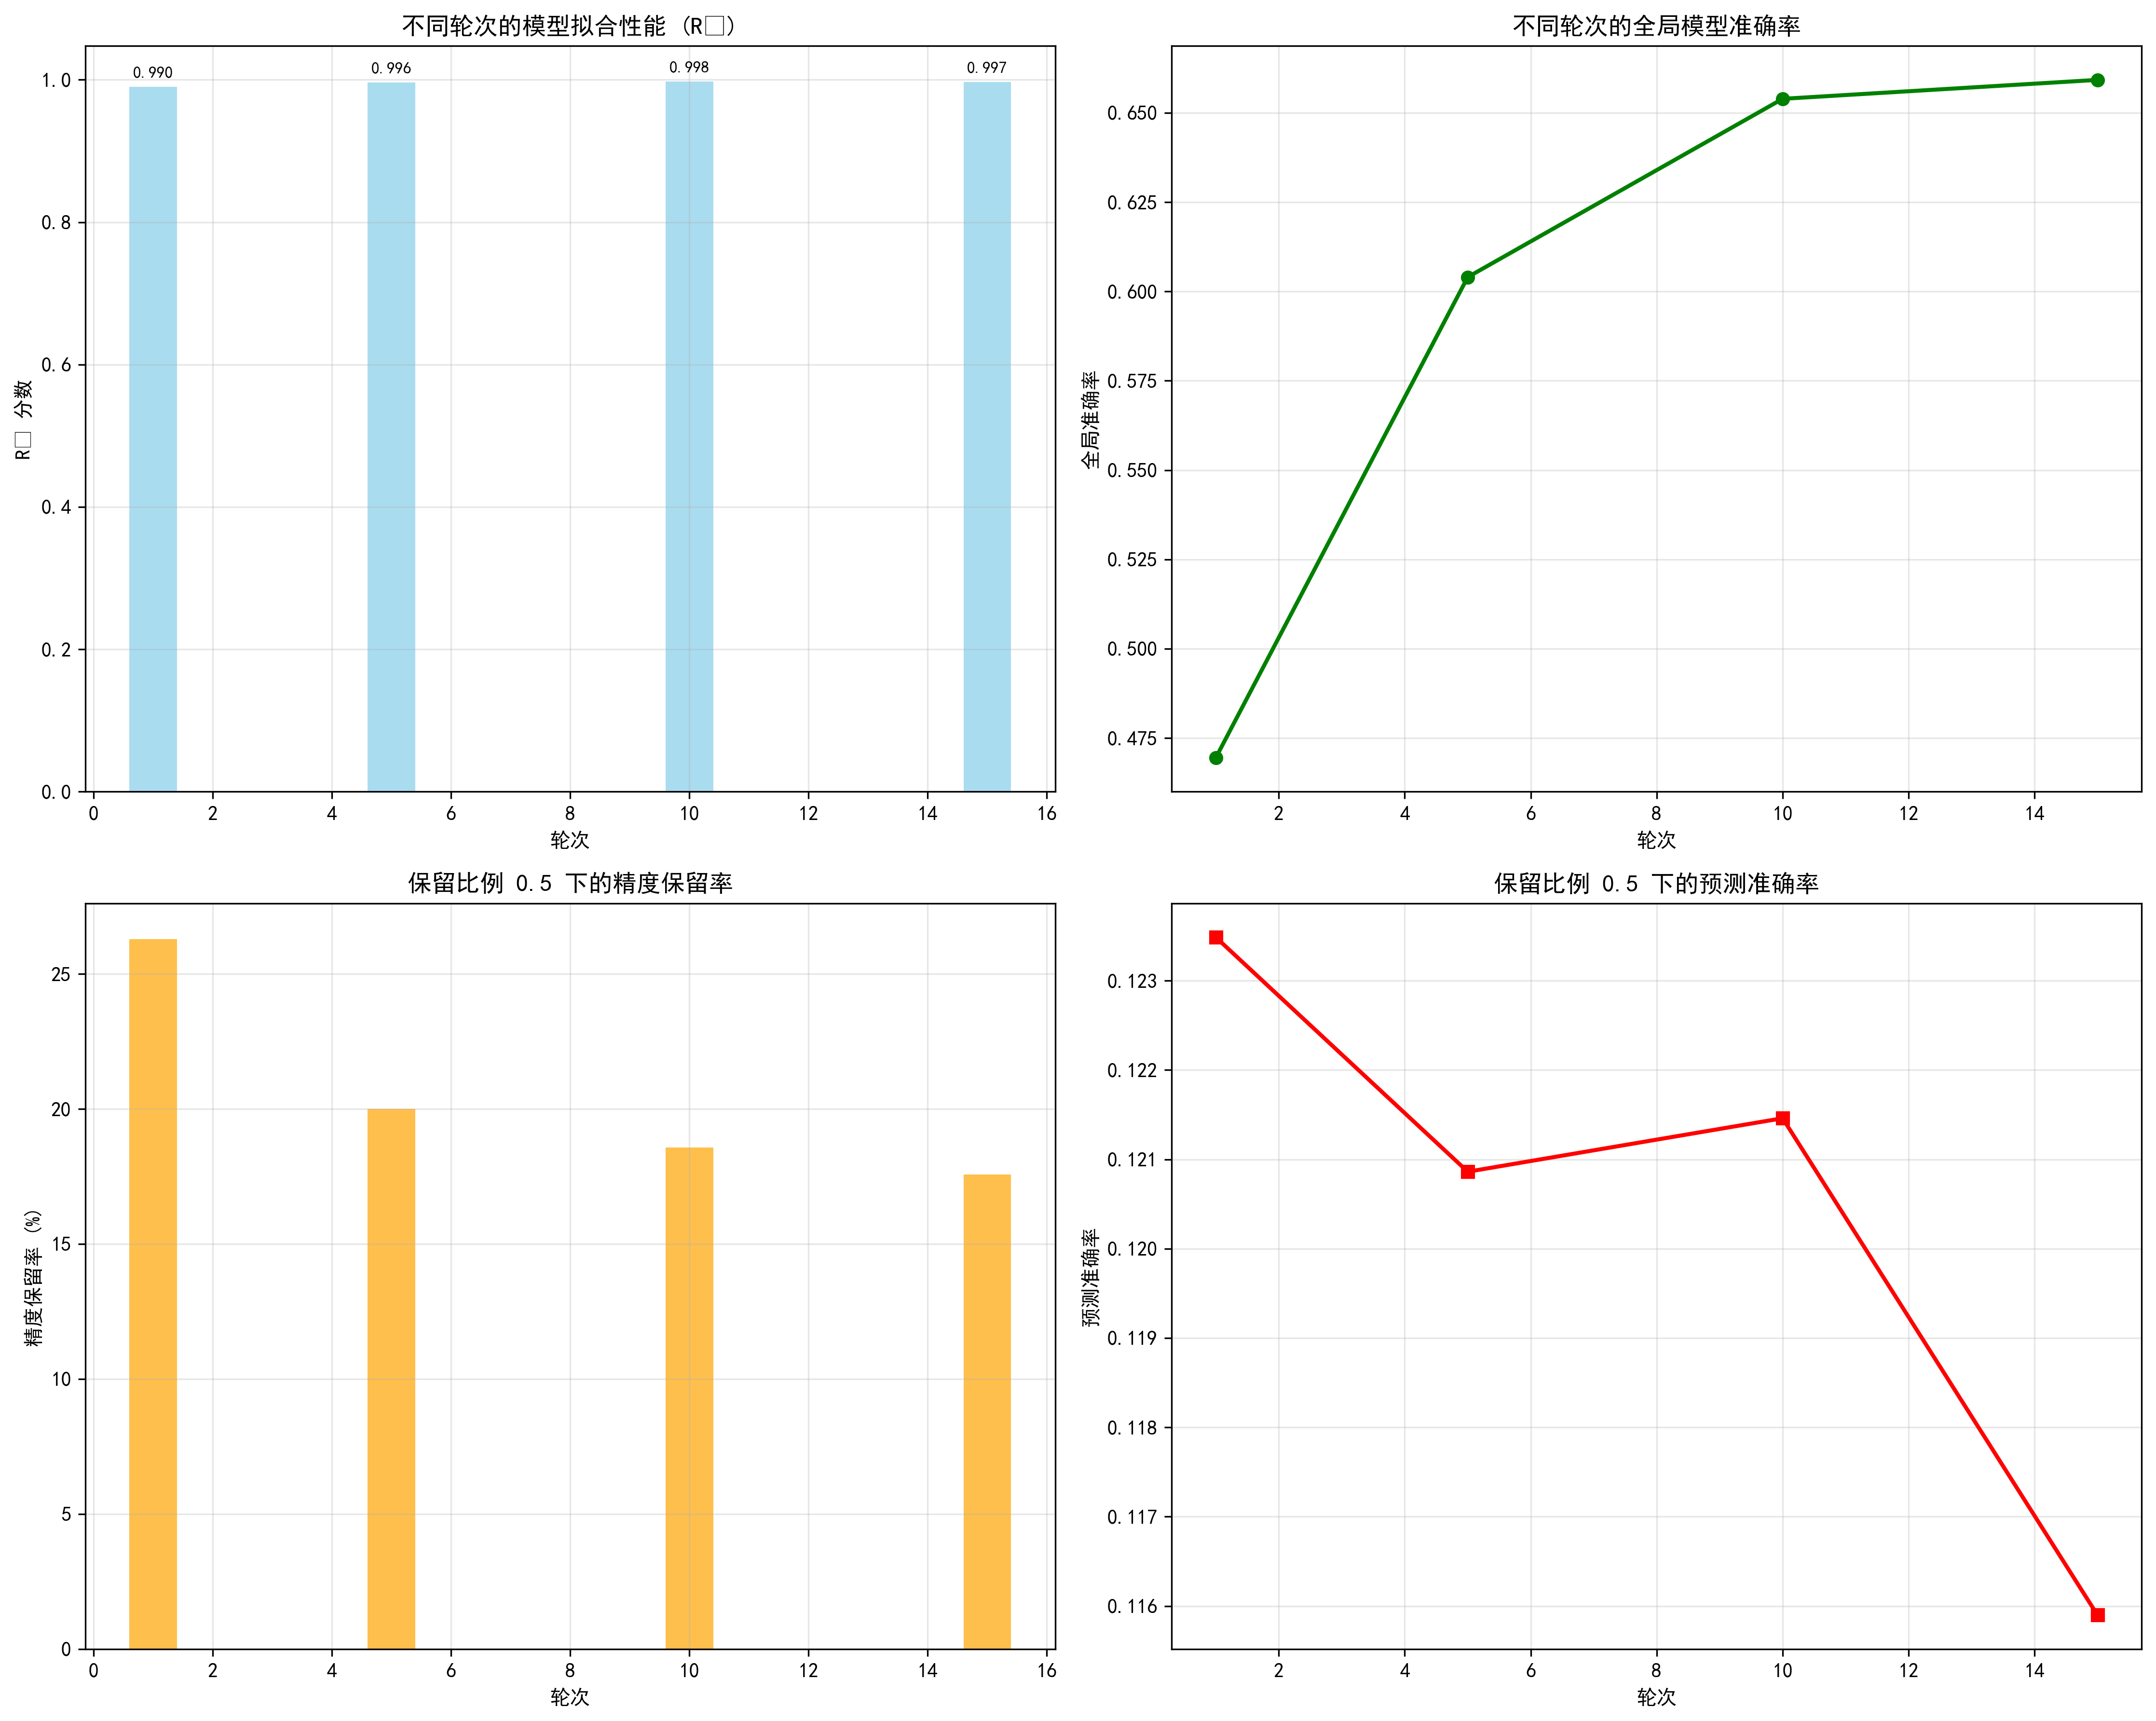 不同轮次的模型拟合性能 (R□)
0.990
0.996
0.998
0.997
1.0
0.8
0.6
0.4
0.2
0.0
R□ 分数
0 2 4 6 8 10 12 14 16
轮次
不同轮次的全局模型准确率
0.650
0.625
0.600
0.575
0.550
0.525
0.500
0.475
全局准确率
2 4 6 8 10 12 14
轮次
保留比例 0.5 下的精度保留率
25
20
15
10
5
0
精度保留率 (%)
0 2 4 6 8 10 12 14 16
轮次
保留比例 0.5 下的预测准确率
0.123
0.122
0.121
0.120
0.119
0.118
0.117
0.116
预测准确率
2 4 6 8 10 12 14
轮次